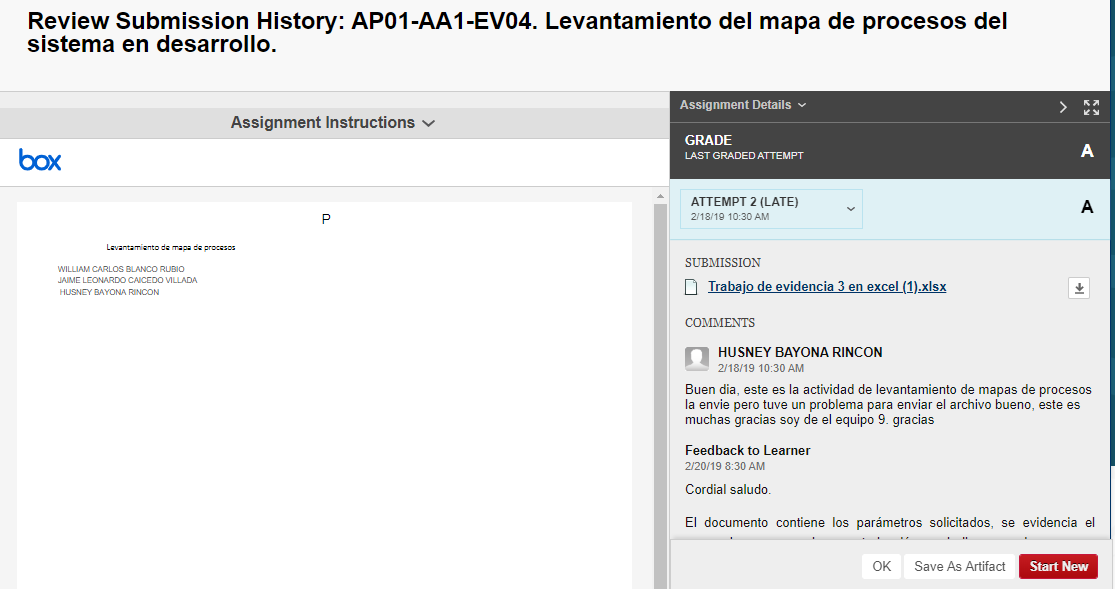 Review Submission History: AP01-AA1-EV04. Levantamiento del mapa de procesos del
sistema en desarrollo.
Assignment Instructions
box
P
Levantamiento de mapa de procesos
WILLIAM CARLOS BLANCO RUBIO
JAIME LEONARDO CAICEDO VILLADA
HUSNEY BAYONA RINCON
Assignment Details
GRADE
LAST GRADED ATTEMPT
A
ATTEMPT 2 (LATE)
2/18/19 10:30 AM
A
SUBMISSION
Trabajo de evidencia 3 en excel (1).xlsx
COMMENTS
HUSNEY BAYONA RINCON
2/18/19 10:30 AM
Buen dia, este es la actividad de levantamiento de mapas de procesos
la envie pero tuve un problema para enviar el archivo bueno, este es
muchas gracias soy de el equipo 9. gracias
Feedback to Learner
2/20/19 8:30 AM
Cordial saludo.
El documento contiene los parámetros solicitados, se evidencia el
OK
Save As Artifact
Start New